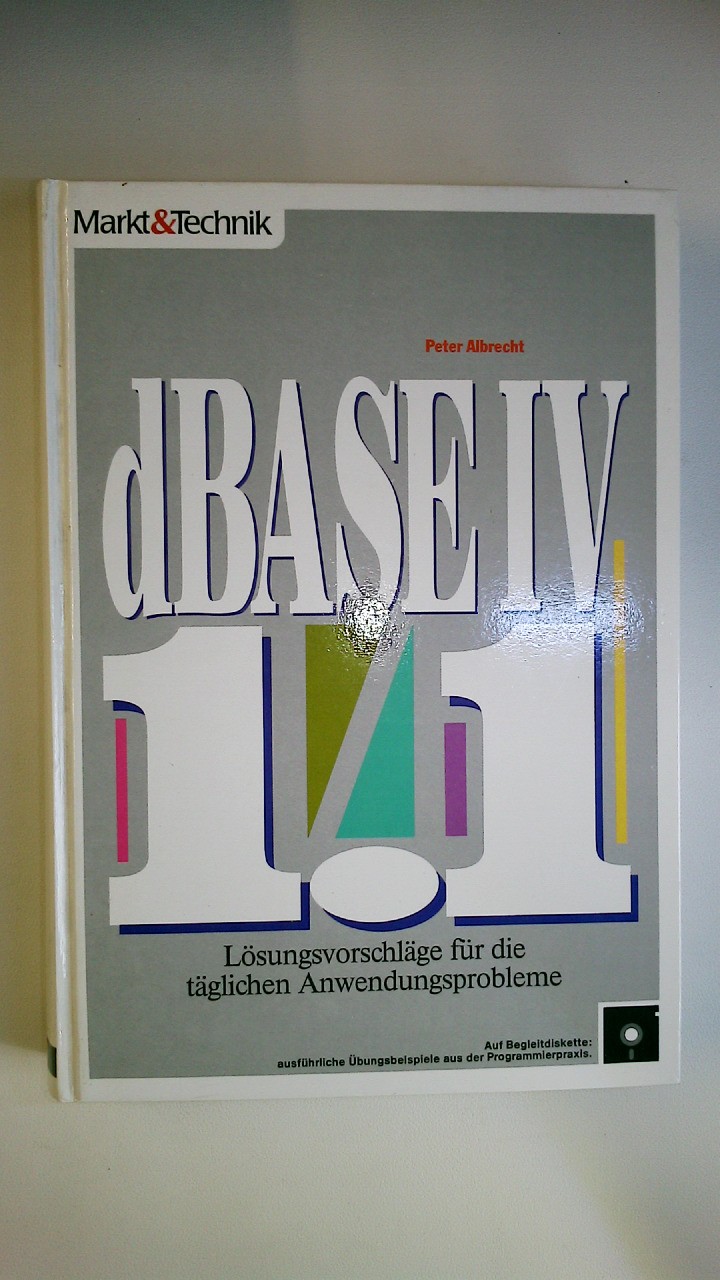 Markt&Technik
Peter Albrecht
dBASE IV
1.1
Lösungsvorschläge für die
täglichen Anwendungsprobleme
Auf Begleitdiskette:
ausführliche Übungsbeispiele aus der Programmierpraxis.